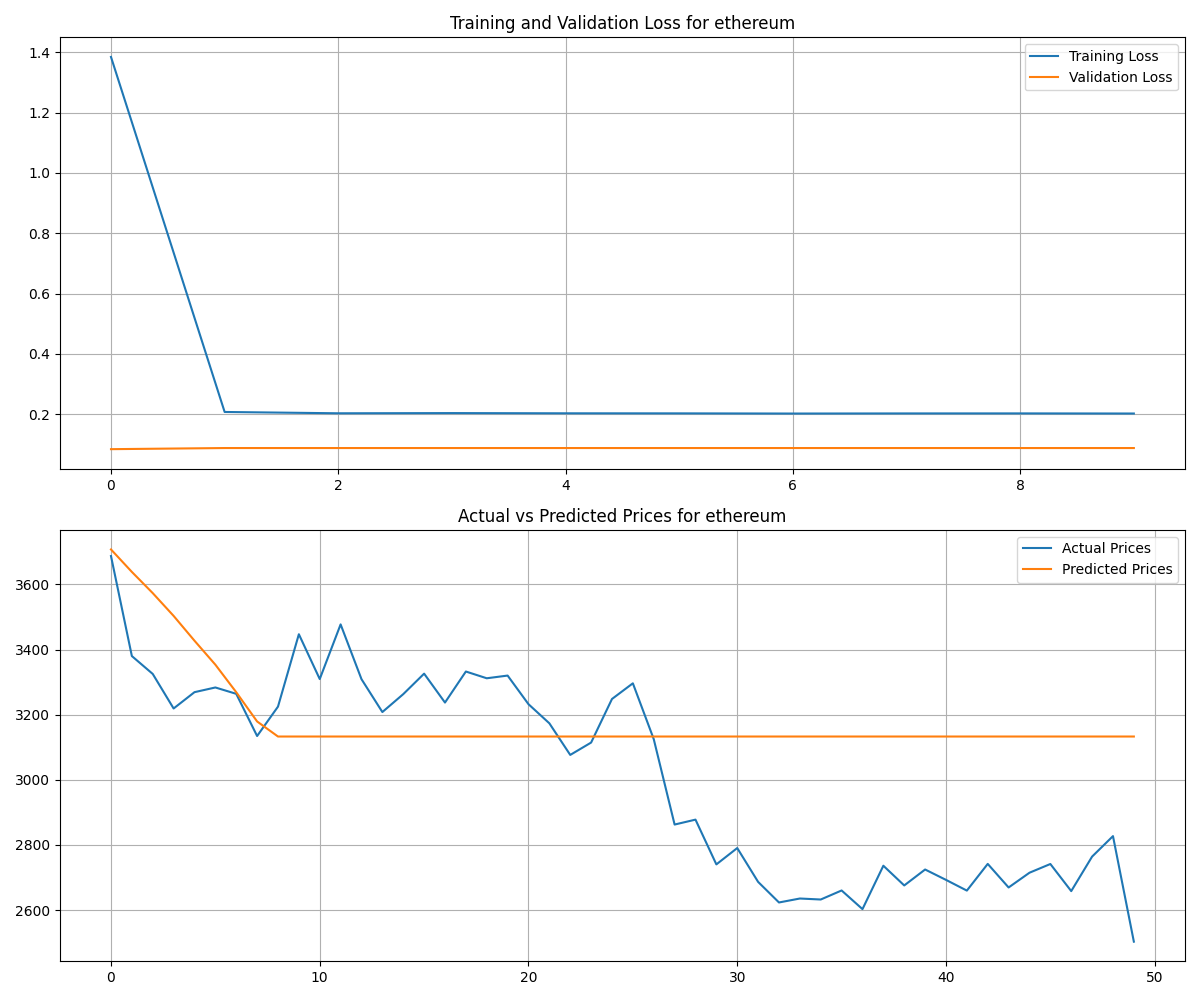 Training and Validation Loss for ethereum
1.4
1.2
1.0
0.8
0.6
0.4
0.2
Training Loss
Validation Loss
0 2 4 6 8
Actual vs Predicted Prices for ethereum
3600
3400
3200
3000
2800
2600
Actual Prices
Predicted Prices
0 10 20 30 40 50